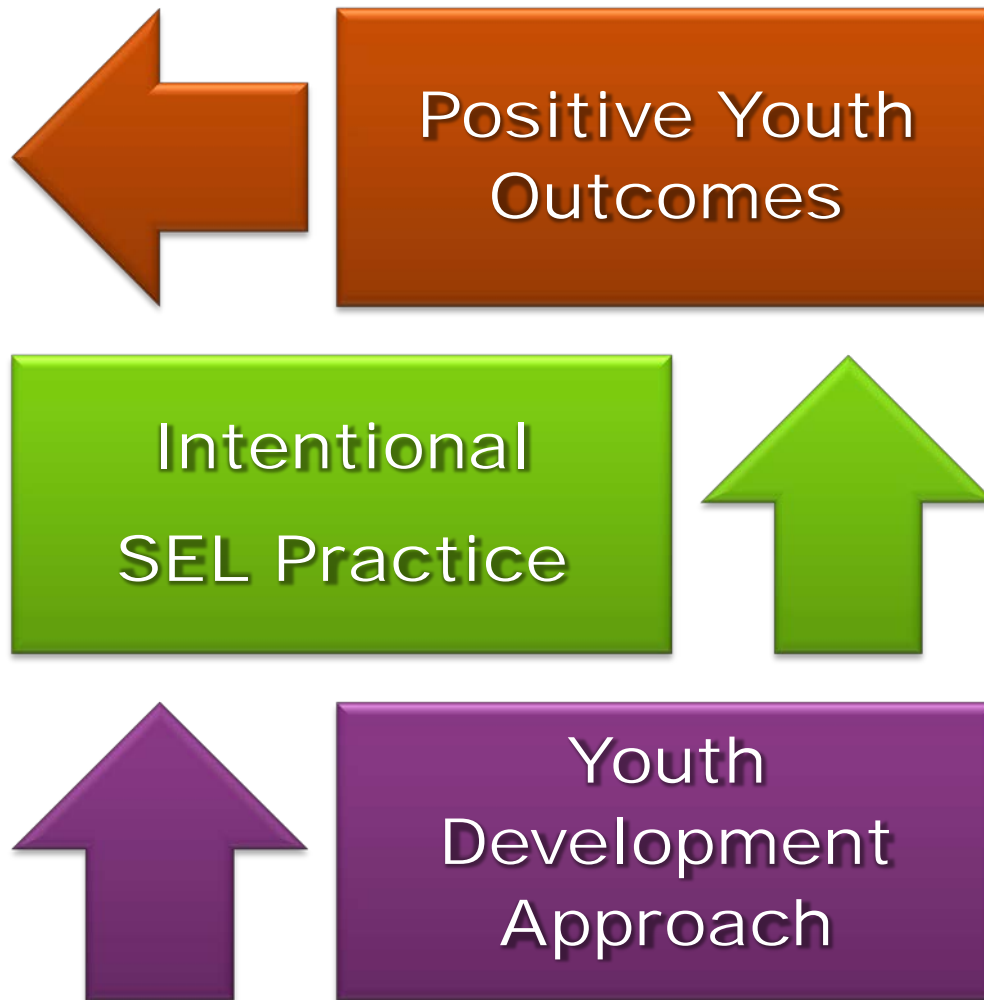 Positive Youth
Outcomes
Intentional
SEL Practice
Youth
Development
Approach